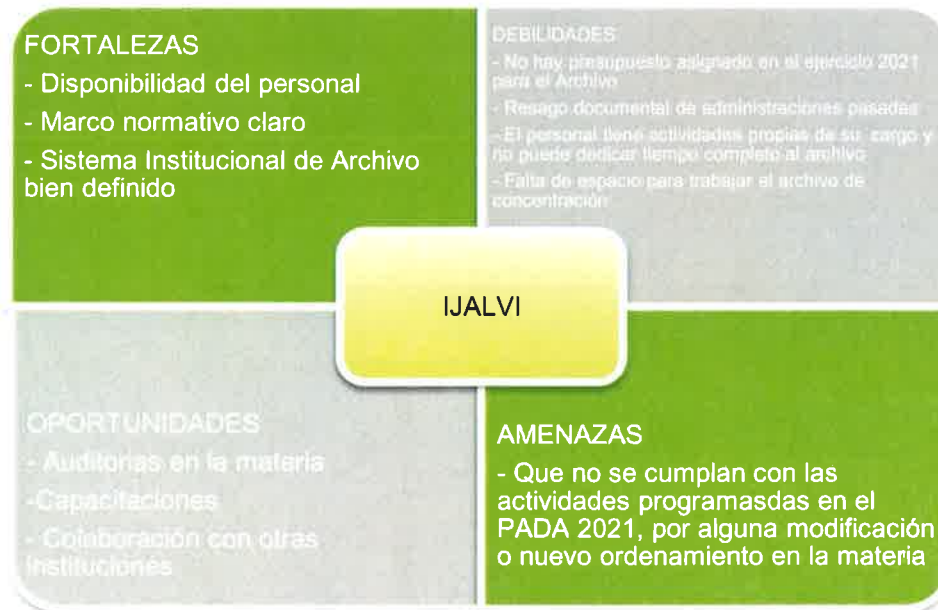 FORTALEZAS
- Disponibilidad del personal
- Marco normativo claro
- Sistema Institucional de Archivo
bien definido
DEBILIDADES
- No hay presupuesto asignado en el ejercicio 2021
para el Archivo
- Resago documental de administraciones pasadas
- El personal tiene actividades propias de su cargo y
no puede dedicar tiempo completo al archivo
- Falta de espacio para trabajar el archivo de
concentración
IJALVI
OPORTUNIDADES
- Auditorias en la materia
-Capacitaciones
- Colaboración con otras
instituciones
AMENAZAS
- Que no se cumplan con las
actividades programasdas en el
PADA 2021, por alguna modificación
o nuevo ordenamiento en la materia